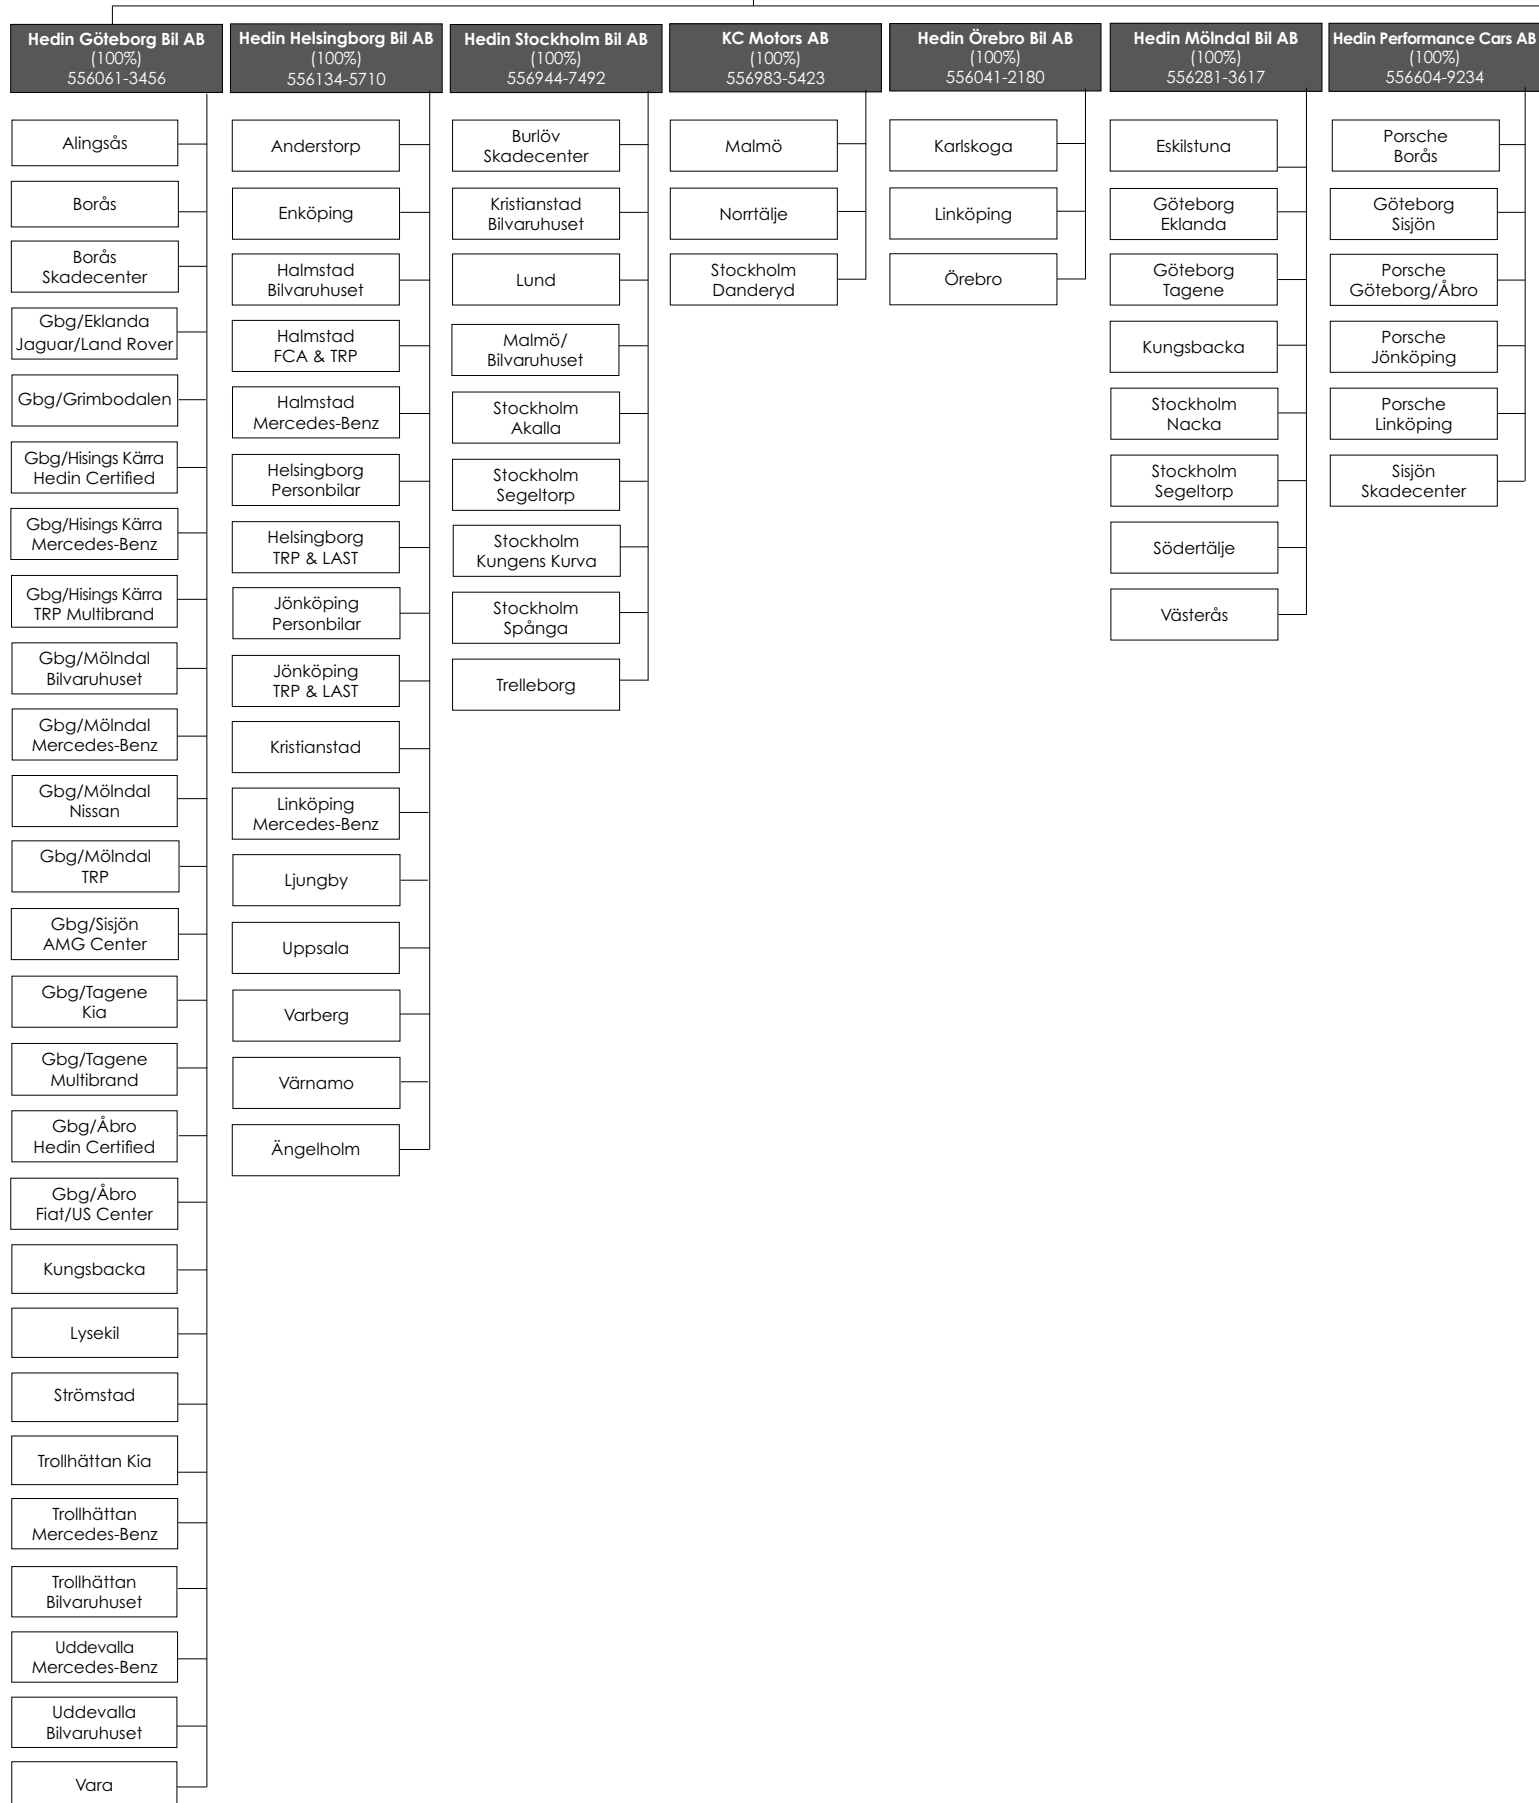 Hedin Göteborg Bil AB
(100%)
556061-3456
Alingsås
Borås
Borås
Skadecenter
Gbg/Eklanda
Jaguar/Land Rover
Gbg/Grimbodalen
Gbg/Hisings Kärra
Hedin Certified
Gbg/Hisings Kärra
Mercedes-Benz
Gbg/Hisings Kärra
TRP Multibrand
Gbg/Mölndal
Bilvaruhuset
Gbg/Mölndal
Mercedes-Benz
Gbg/Mölndal
Nissan
Gbg/Mölndal
TRP
Gbg/Sisjön
AMG Center
Gbg/Tagene
Kia
Gbg/Tagene
Multibrand
Gbg/Åbro
Hedin Certified
Gbg/Åbro
Fiat/US Center
Kungsbacka
Lysekil
Strömstad
Trollhättan Kia
Trollhättan
Mercedes-Benz
Trollhättan
Bilvaruhuset
Uddevalla
Mercedes-Benz
Uddevalla
Bilvaruhuset
Vara
Hedin Helsingborg Bil AB
(100%)
556134-5710
Anderstorp
Enköping
Halmstad
Bilvaruhuset
Halmstad
FCA & TRP
Halmstad
Mercedes-Benz
Helsingborg
Personbilar
Helsingborg
TRP & LAST
Jönköping
Personbilar
Jönköping
TRP & LAST
Kristianstad
Linköping
Mercedes-Benz
Ljungby
Uppsala
Varberg
Värnamo
Ängelholm
Hedin Stockholm Bil AB
(100%)
556944-7492
Burlöv
Skadecenter
Kristianstad
Bilvaruhuset
Lund
Malmö/
Bilvaruhuset
Stockholm
Akalla
Stockholm
Segeltorp
Stockholm
Kungens Kurva
Stockholm
Spånga
Trelleborg
KC Motors AB
(100%)
556983-5423
Malmö
Norrtälje
Stockholm
Danderyd
Hedin Örebro Bil AB
(100%)
556041-2180
Karlskoga
Linköping
Örebro
Hedin Mölndal Bil AB
(100%)
556281-3617
Eskilstuna
Göteborg
Eklanda
Göteborg
Tagene
Kungsbacka
Stockholm
Nacka
Stockholm
Segeltorp
Södertälje
Västerås
Hedin Performance Cars AB
(100%)
556604-9234
Porsche
Borås
Göteborg
Sisjön
Porsche
Göteborg/Åbro
Porsche
Jönköping
Porsche
Linköping
Sisjön
Skadecenter